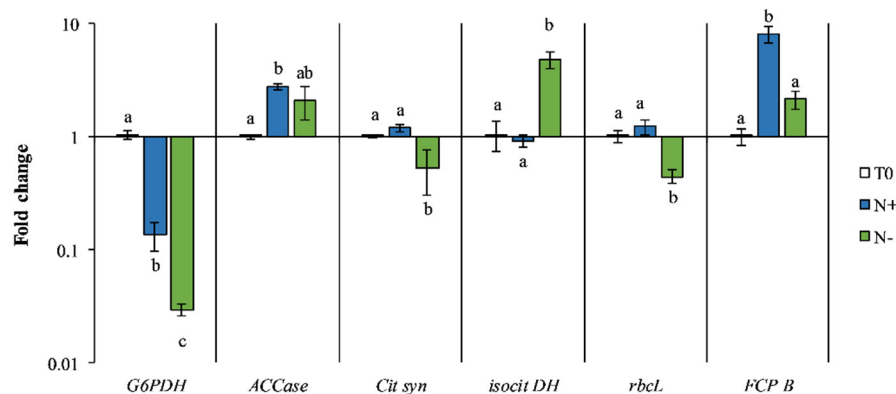 10
1
0.1
0.01
Fold change
a
b
c
a
b
ab
a
a
b
a
a
b
a
a
b
a
b
a
G6PDH
ACCase
Cit syn
isocit DH
rbcL
FCP B
T0
N+
N-